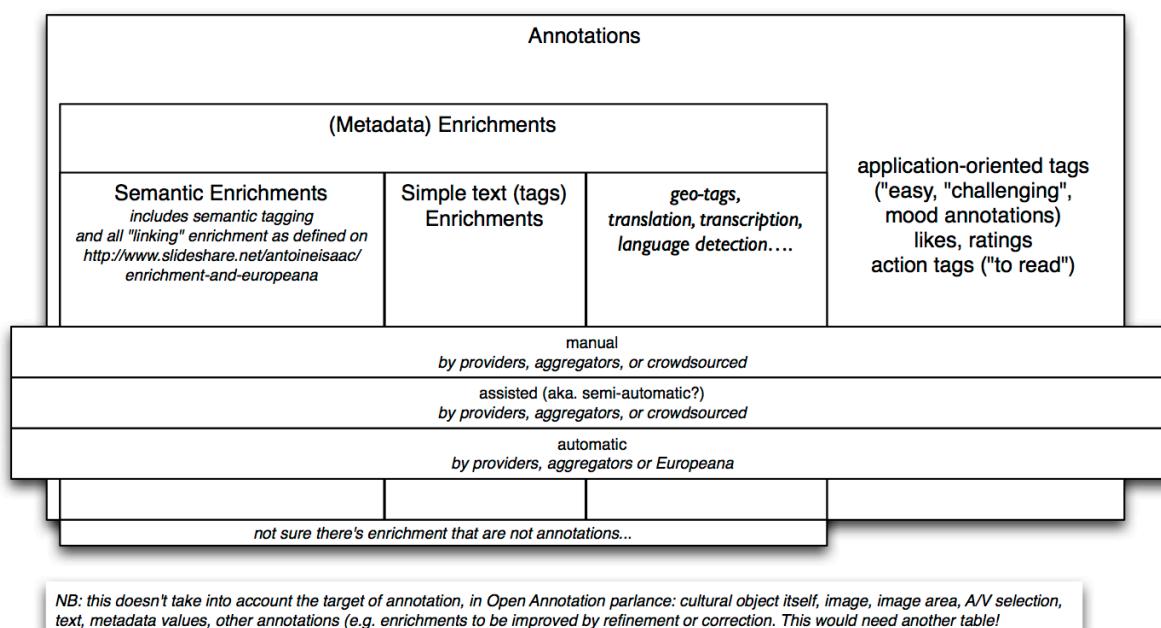 Annotations
(Metadata) Enrichments
Semantic Enrichments
includes semantic tagging
and all "linking" enrichment as defined on
http://www.slideshare.net/antoineisaac/
enrichment-and-europeana
Simple text (tags)
Enrichments
geo-tags,
translation, transcription,
language detection….
application-oriented tags
("easy, "challenging",
mood annotations)
likes, ratings
action tags ("to read")
manual
by providers, aggregators, or crowdsourced
assisted (aka. semi-automatic?)
by providers, aggregators, or crowdsourced
automatic
by providers, aggregators or Europeana
not sure there's enrichment that are not annotations...
NB: this doesn't take into account the target of annotation, in Open Annotation parlance: cultural object itself, image, image area, A/V selection,
text, metadata values, other annotations (e.g. enrichments to be improved by refinement or correction. This would need another table!